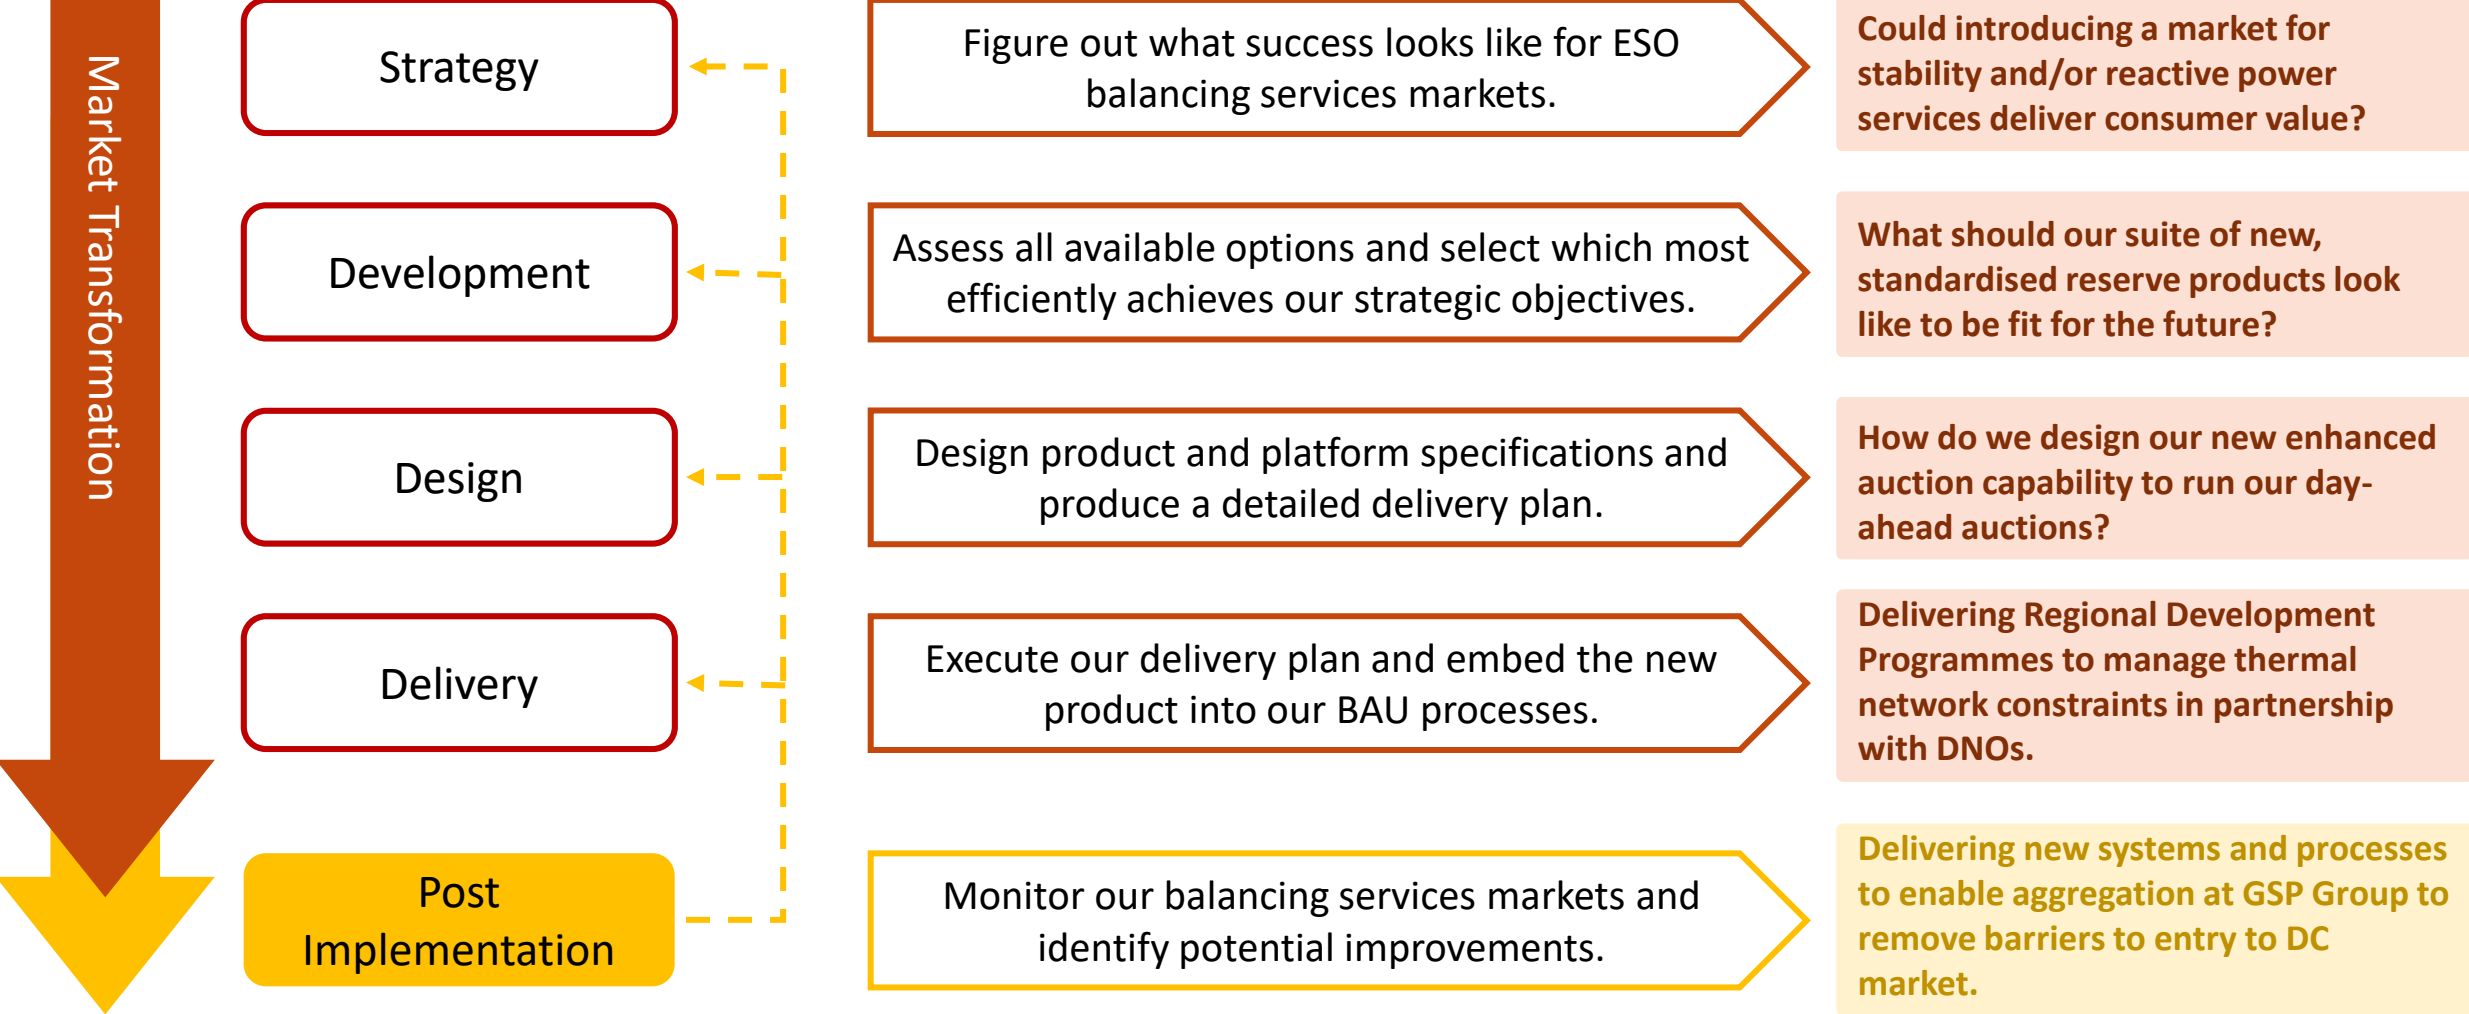 Market Transformation
Strategy
Figure out what success looks like for ESO
balancing services markets.
Could introducing a market for
stability and/or reactive power
services deliver consumer value?
Development
Assess all available options and select which most
efficiently achieves our strategic objectives.
What should our suite of new,
standardised reserve products look
like to be fit for the future?
Design
Design product and platform specifications and
produce a detailed delivery plan.
How do we design our new enhanced
auction capability to run our day-
ahead auctions?
Delivery
Execute our delivery plan and embed the new
product into our BAU processes.
Delivering Regional Development
Programmes to manage thermal
network constraints in partnership
with DNOs.
Post
Implementation
Monitor our balancing services markets and
identify potential improvements.
Delivering new systems and processes
to enable aggregation at GSP Group to
remove barriers to entry to DC
market.